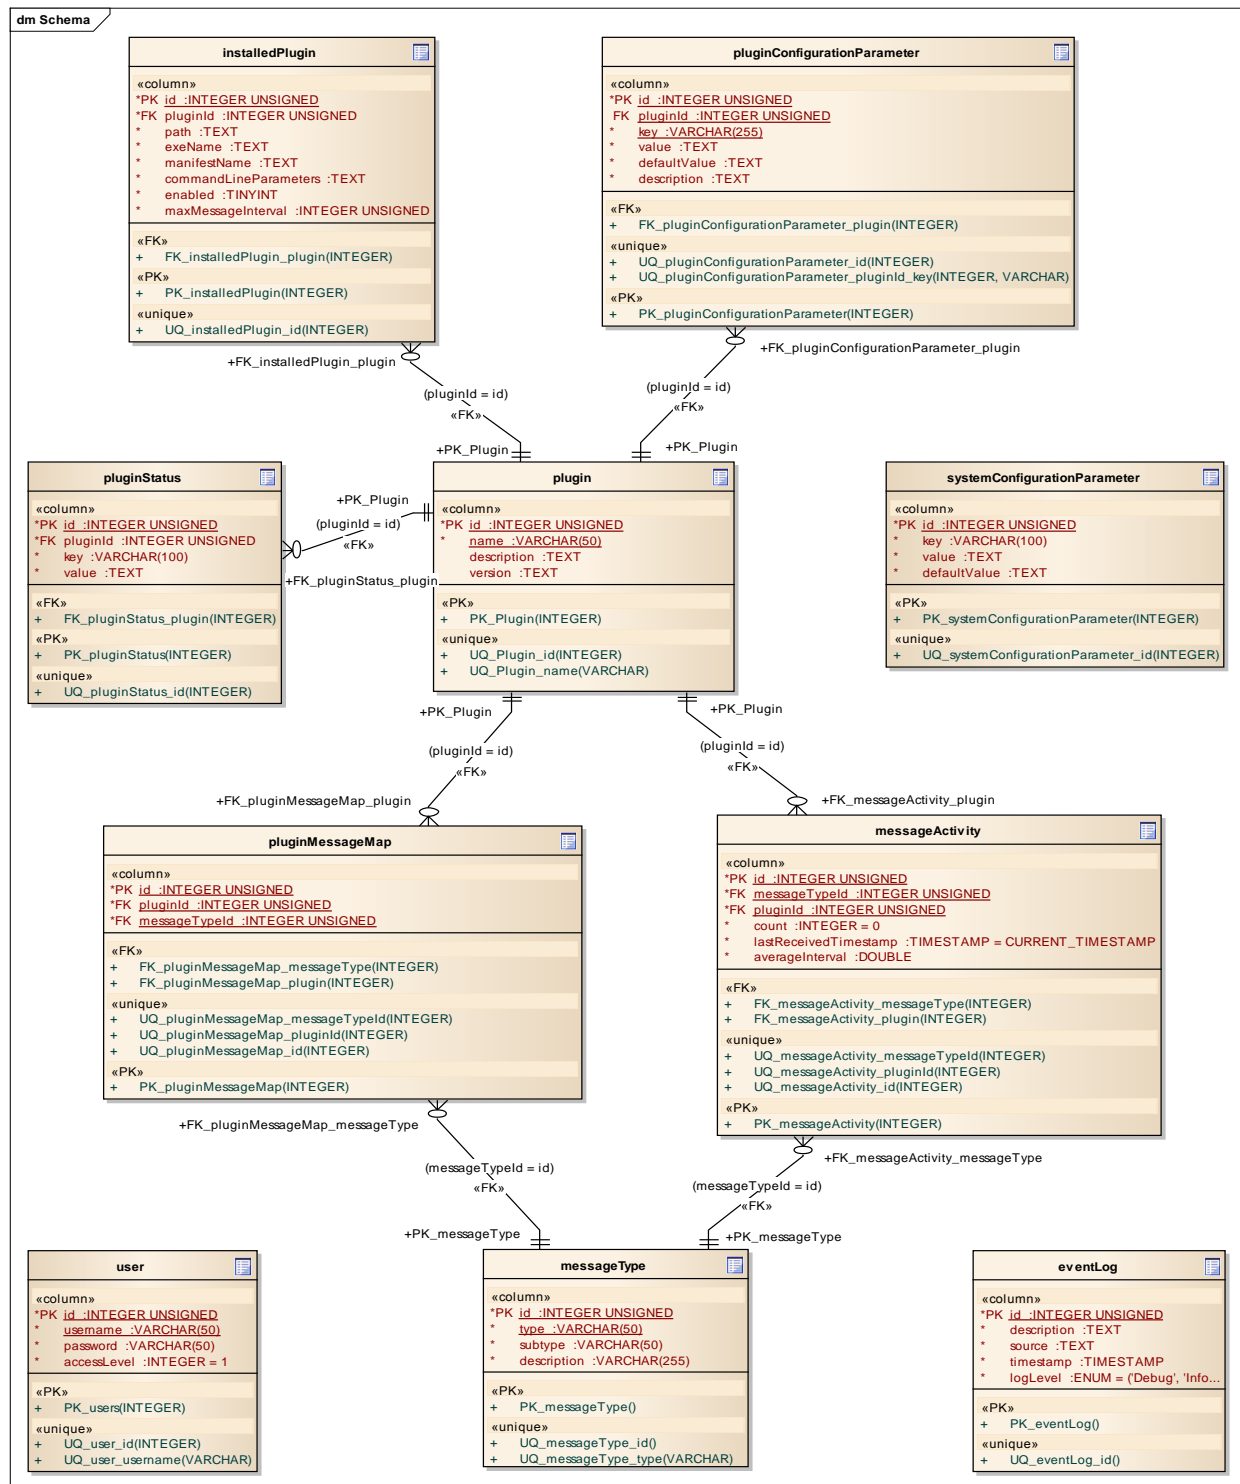 dm Schema
installedPlugin
«column»
*PK id :INTEGER UNSIGNED
*FK pluginId :INTEGER UNSIGNED
* path :TEXT
* exeName :TEXT
* manifestName :TEXT
* commandLineParameters :TEXT
* enabled :TINYINT
* maxMessageInterval :INTEGER UNSIGNED
«FK»
+ FK_installedPlugin_plugin(INTEGER)
«PK»
+ PK_installedPlugin(INTEGER)
«unique»
+ UQ_installedPlugin_id(INTEGER)
pluginConfigurationParameter
«column»
*PK id :INTEGER UNSIGNED
FK pluginId :INTEGER UNSIGNED
* key :VARCHAR(255)
* value :TEXT
* defaultValue :TEXT
* description :TEXT
«FK»
+ FK_pluginConfigurationParameter_plugin(INTEGER)
«unique»
+ UQ_pluginConfigurationParameter_id(INTEGER)
+ UQ_pluginConfigurationParameter_pluginId_key(INTEGER, VARCHAR)
«PK»
+ PK_pluginConfigurationParameter(INTEGER)
+FK_installedPlugin_plugin
(pluginId = id)
«FK»
+PK_Plugin
+FK_pluginConfigurationParameter_plugin
(pluginId = id)
«FK»
+PK_Plugin
pluginStatus
«column»
*PK id :INTEGER UNSIGNED
*FK pluginId :INTEGER UNSIGNED
* key :VARCHAR(100)
* value :TEXT
«FK»
+ FK_pluginStatus_plugin(INTEGER)
«PK»
+ PK_pluginStatus(INTEGER)
«unique»
+ UQ_pluginStatus_id(INTEGER)
+PK_Plugin
(pluginId = id)
«FK»
+FK_pluginStatus_plugin
plugin
«column»
*PK id :INTEGER UNSIGNED
* name :VARCHAR(50)
description :TEXT
version :TEXT
«PK»
+ PK_Plugin(INTEGER)
«unique»
+ UQ_Plugin_id(INTEGER)
+ UQ_Plugin_name(VARCHAR)
systemConfigurationParameter
«column»
*PK id :INTEGER UNSIGNED
* key :VARCHAR(100)
* value :TEXT
* defaultValue :TEXT
«PK»
+ PK_systemConfigurationParameter(INTEGER)
«unique»
+ UQ_systemConfigurationParameter_id(INTEGER)
+PK_Plugin
(pluginId = id)
«FK»
+FK_pluginMessageMap_plugin
+PK_Plugin
(pluginId = id)
«FK»
+FK_messageActivity_plugin
pluginMessageMap
«column»
*PK id :INTEGER UNSIGNED
*FK pluginId :INTEGER UNSIGNED
*FK messageTypeId :INTEGER UNSIGNED
«FK»
+ FK_pluginMessageMap_messageType(INTEGER)
+ FK_pluginMessageMap_plugin(INTEGER)
«unique»
+ UQ_pluginMessageMap_messageTypeId(INTEGER)
+ UQ_pluginMessageMap_pluginId(INTEGER)
+ UQ_pluginMessageMap_id(INTEGER)
«PK»
+ PK_pluginMessageMap(INTEGER)
messageActivity
«column»
*PK id :INTEGER UNSIGNED
*FK messageTypeId :INTEGER UNSIGNED
*FK pluginId :INTEGER UNSIGNED
* count :INTEGER = 0
* lastReceivedTimestamp :TIMESTAMP = CURRENT_TIMESTAMP
* averageInterval :DOUBLE
«FK»
+ FK_messageActivity_messageType(INTEGER)
+ FK_messageActivity_plugin(INTEGER)
«unique»
+ UQ_messageActivity_messageTypeId(INTEGER)
+ UQ_messageActivity_pluginId(INTEGER)
+ UQ_messageActivity_id(INTEGER)
«PK»
+ PK_messageActivity(INTEGER)
+FK_pluginMessageMap_messageType
(messageTypeId = id)
«FK»
+PK_messageType
+FK_messageActivity_messageType
(messageTypeId = id)
«FK»
+PK_messageType
user
«column»
*PK id :INTEGER UNSIGNED
* username :VARCHAR(50)
* password :VARCHAR(50)
* accessLevel :INTEGER = 1
«PK»
+ PK_users(INTEGER)
«unique»
+ UQ_user_id(INTEGER)
+ UQ_user_username(VARCHAR)
messageType
«column»
*PK id :INTEGER UNSIGNED
* type :VARCHAR(50)
* subtype :VARCHAR(50)
* description :VARCHAR(255)
«PK»
+ PK_messageType()
«unique»
+ UQ_messageType_id()
+ UQ_messageType_type(VARCHAR)
eventLog
«column»
*PK id :INTEGER UNSIGNED
* description :TEXT
* source :TEXT
* timestamp :TIMESTAMP
* logLevel :ENUM = ('Debug', 'Info...
«PK»
+ PK_eventLog()
«unique»
+ UQ_eventLog_id()